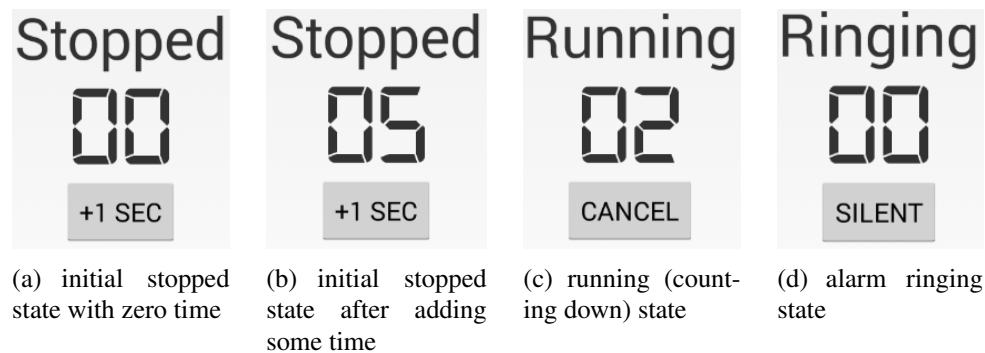 Stopped
00
+1 SEC
(a) initial stopped
state with zero time
Stopped
05
+1 SEC
(b) initial stopped
state after adding
some time
Running
02
CANCEL
(c) running (count-
ing down) state
Ringing
00
SILENT
(d) alarm ringing
state